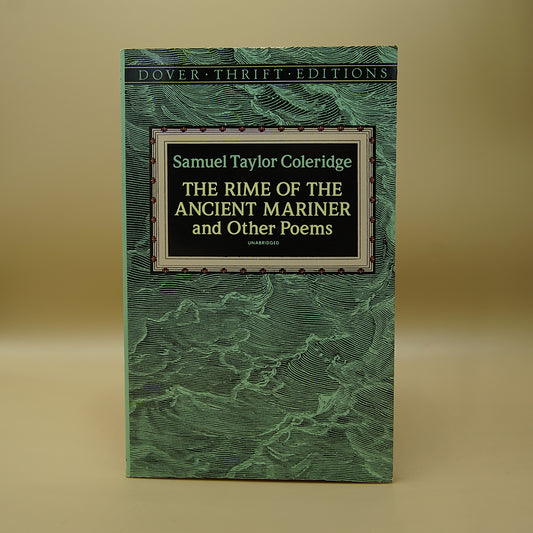 DOVER · THRIFT · EDITIONS
Samuel Taylor Coleridge
THE RIME OF THE
ANCIENT MARINER
and Other Poems
UNABRIDGED